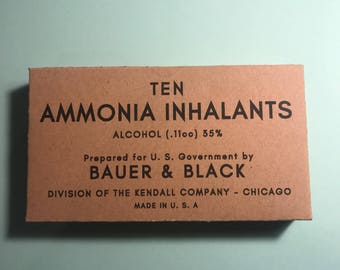 TEN
AMMONIA INHALANTS
ALCOHOL (.11oo) 35%
Prepared for U. S. Government by
BAUER & BLACK
DIVISION OF THE KENDALL COMPANY - CHICAGO
MADE IN U. S. A